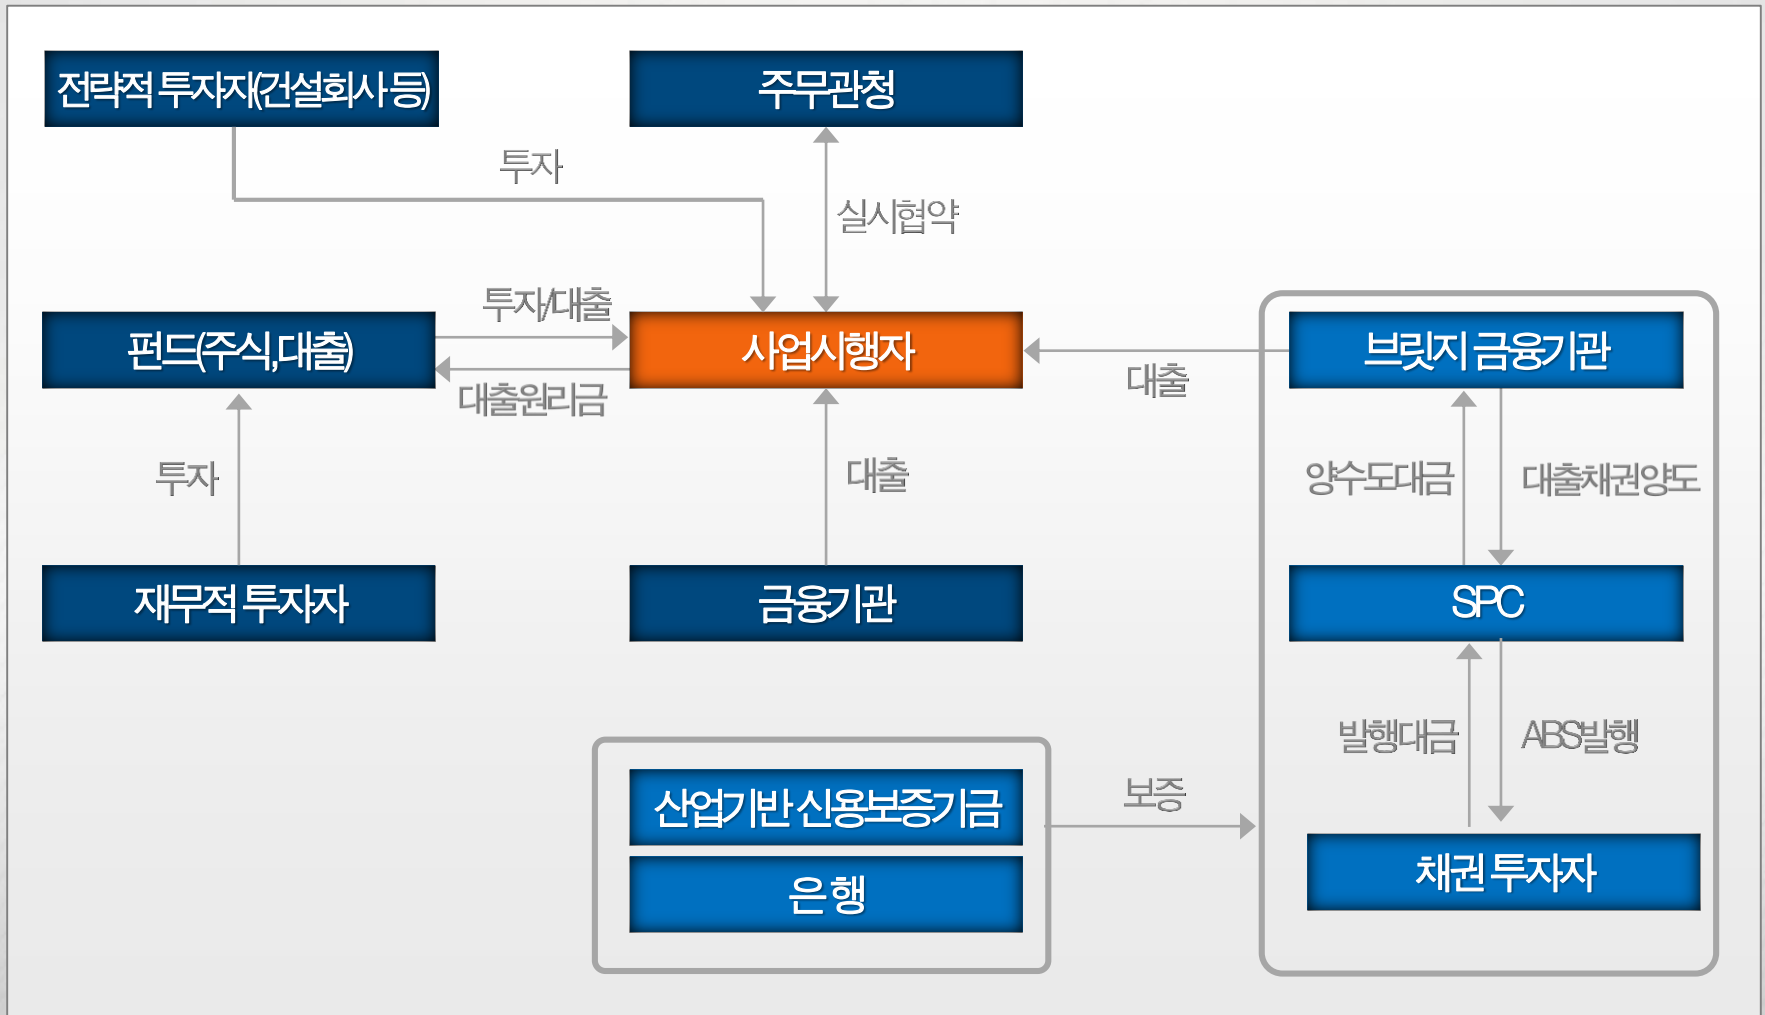 전략적 투자자(건설회사 등)
주무관청
투자
실시협약
투자/대출
펀드(주식,대출)
사업시행자
브릿지 금융기관
대출원리금
대출
투자
대출
양수도대금
대출채권양도
재무적 투자자
금융기관
SPC
발행대금
ABS발행
산업기반 신용보증기금
보증
은행
채권 투자자